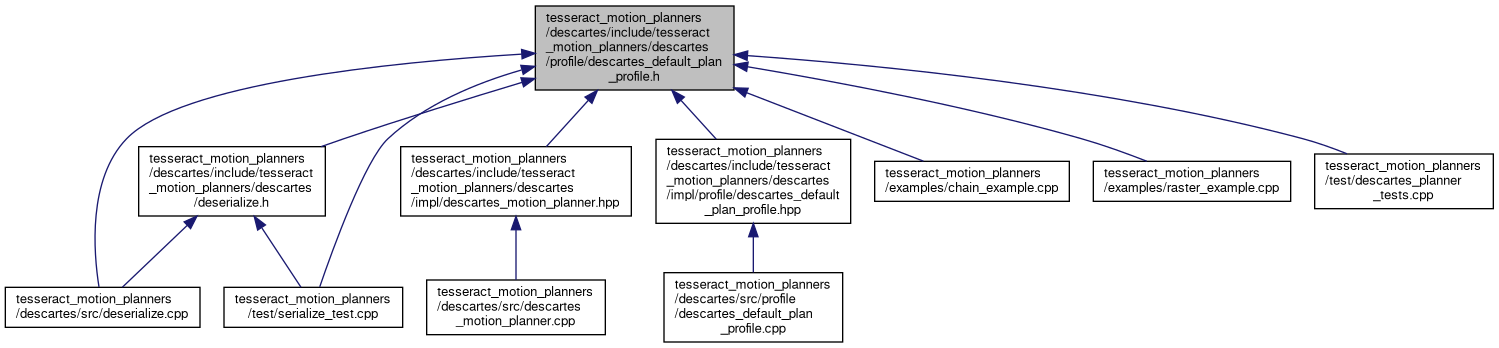 tesseract_motion_planners
/descartes/include/tesseract
_motion_planners/descartes
/profile/descartes_default_plan
_profile.h
tesseract_motion_planners
/descartes/include/tesseract
_motion_planners/descartes
/deserialize.h
tesseract_motion_planners
/descartes/include/tesseract
_motion_planners/descartes
/impl/descartes_motion_planner.hpp
tesseract_motion_planners
/descartes/include/tesseract
_motion_planners/descartes
/impl/profile/descartes_default
_plan_profile.hpp
tesseract_motion_planners
/examples/chain_example.cpp
tesseract_motion_planners
/examples/raster_example.cpp
tesseract_motion_planners
/test/descartes_planner
_tests.cpp
tesseract_motion_planners
/descartes/src/deserialize.cpp
tesseract_motion_planners
/test/serialize_test.cpp
tesseract_motion_planners
/descartes/src/descartes
_motion_planner.cpp
tesseract_motion_planners
/descartes/src/profile
/descartes_default_plan
_profile.cpp